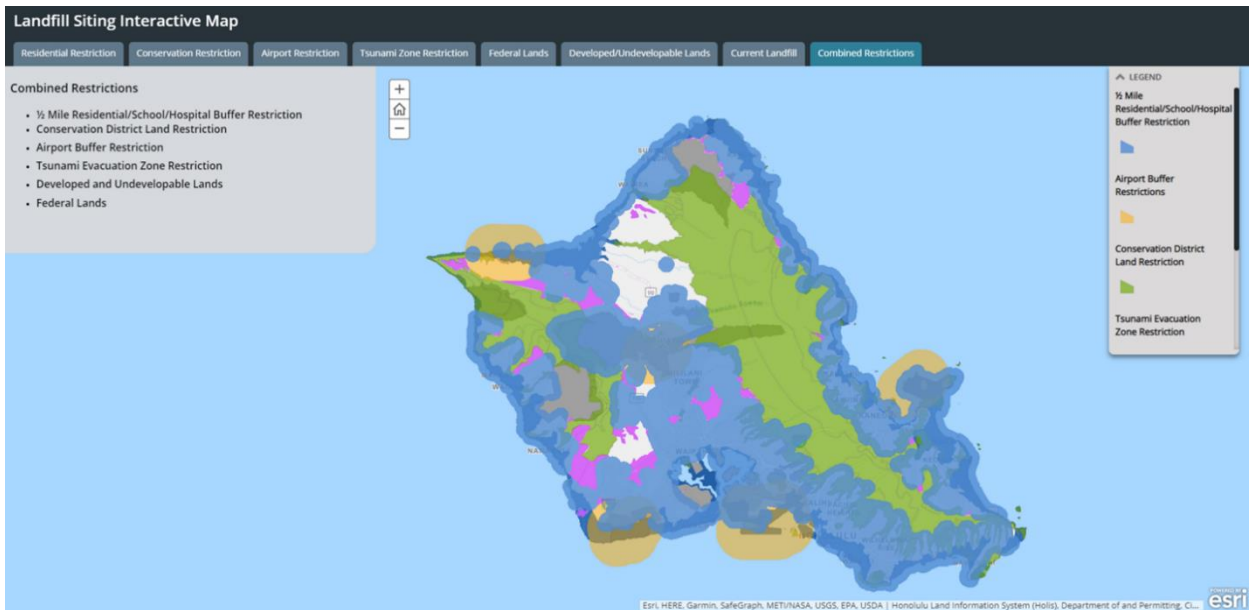 Landfill Siting Interactive Map
Residential Restriction
Conservation Restriction
Airport Restriction
Tsunami Zone Restriction
Federal Lands
Developed/Undevelopable Lands
Current Landfill
Combined Restrictions
Combined Restrictions
• ½ Mile Residential/School/Hospital Buffer Restriction
• Conservation District Land Restriction
• Airport Buffer Restriction
• Tsunami Evacuation Zone Restriction
• Developed and Undevelopable Lands
• Federal Lands
+
−
LEGEND
½ Mile
Residential/School/Hospital
Buffer Restriction
Airport Buffer
Restrictions
Conservation District
Land Restriction
Tsunami Evacuation
Zone Restriction
Esri, HERE, Garmin, SafeGraph, METI/NASA, USGS, EPA, USDA | Honolulu Land Information System (Holis), Department of and Permitting, Ci...
POWERED BY
esri